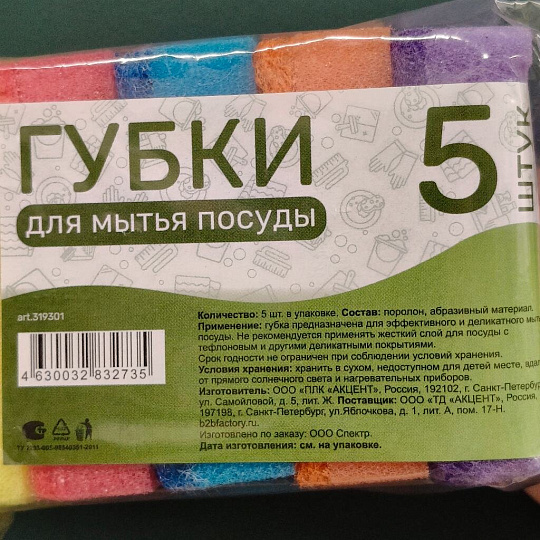 ГУБКИ
для мытья посуды
5
ШТУК
art.319301
4 630032 832735
Количество: 5 шт. в упаковке. Состав: поролон, абразивный материал.
Применение: губка предназначена для эффективного и деликатного
посуды. Не рекомендуется применять жесткий слой для посуды с
тефлоновыми и другими деликатными покрытиями.
Срок годности не ограничен при соблюдении условий хранения.
Условия хранения: хранить в сухом, недоступном для детей месте,
от прямого солнечного света и нагревательных приборов.
Изготовитель: ООО «ПЛК «АКЦЕНТ», Россия, 192102, г. Санкт-Петербург
ул. Самойловой, д. 5, лит. Ж. Поставщик: ООО «ТД «АКЦЕНТ», Россия,
197198, г. Санкт-Петербург, ул.Яблочкова, д. 1, лит. А, пом. 17-Н.
b2bfactory.ru
Изготовлено по заказу: ООО Спектр.
Дата изготовления: см. на упаковке.